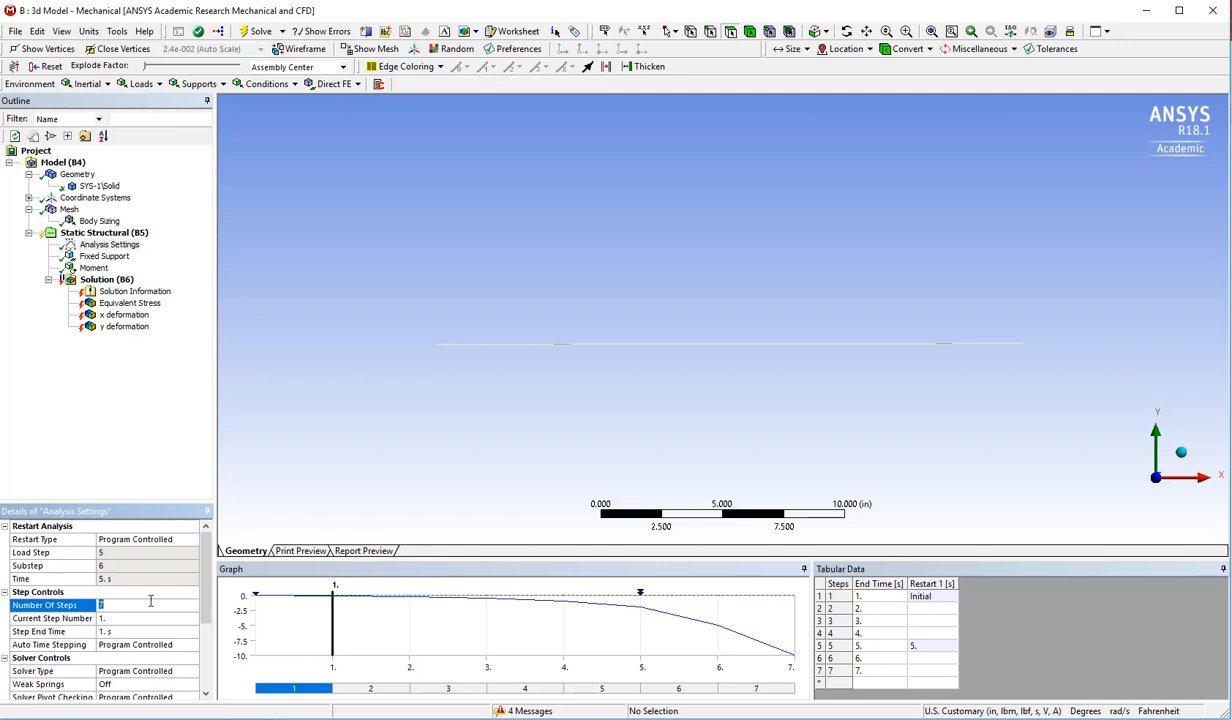 B : 3d Model - Mechanical [ANSYS Academic Research Mechanical and CFD]
File Edit View Units Tools Help Solve Show Errors Worksheet
Show Vertices Close Vertices 2.4e-002 (Auto Scale) Wireframe Show Mesh Random Preferences Size Location Convert Miscellaneous Tolerances
Reset Explode Factor: Assembly Center Edge Coloring Thicken
Environment Inertial Loads Supports Conditions Direct FE
Outline
Filter: Name
Project
Model (B4)
Geometry
SYS-1\Solid
Coordinate Systems
Mesh
Body Sizing
Static Structural (B5)
Analysis Settings
Fixed Support
Moment
Solution (B6)
Solution Information
Equivalent Stress
x deformation
y deformation
ANSYS
R18.1
Academic
Y
X
0.000 5.000 10.000 (in)
2.500 7.500
Geometry Print Preview Report Preview
Details of "Analysis Settings"
Restart Analysis
Restart Type Program Controlled
Load Step 5
Substep 6
Time 5. s
Step Controls
Number Of Steps 7
Current Step Number 1.
Step End Time 1. s
Auto Time Stepping Program Controlled
Solver Controls
Solver Type Program Controlled
Weak Springs Off
Solver Pivot Checking Program Controlled
Graph
1.
0.
-2.5
-5.
-7.5
-10.
1. 2. 3. 4. 5. 6. 7.
1 2 3 4 5 6 7
Tabular Data
Steps End Time [s] Restart 1 [s]
1 1 1. Initial
2 2 2.
3 3 3.
4 4 4.
5 5 5. 5.
6 6 6.
7 7 7.
*
4 Messages No Selection U.S. Customary (in, lbm, lbf, s, V, A) Degrees rad/s Fahrenheit